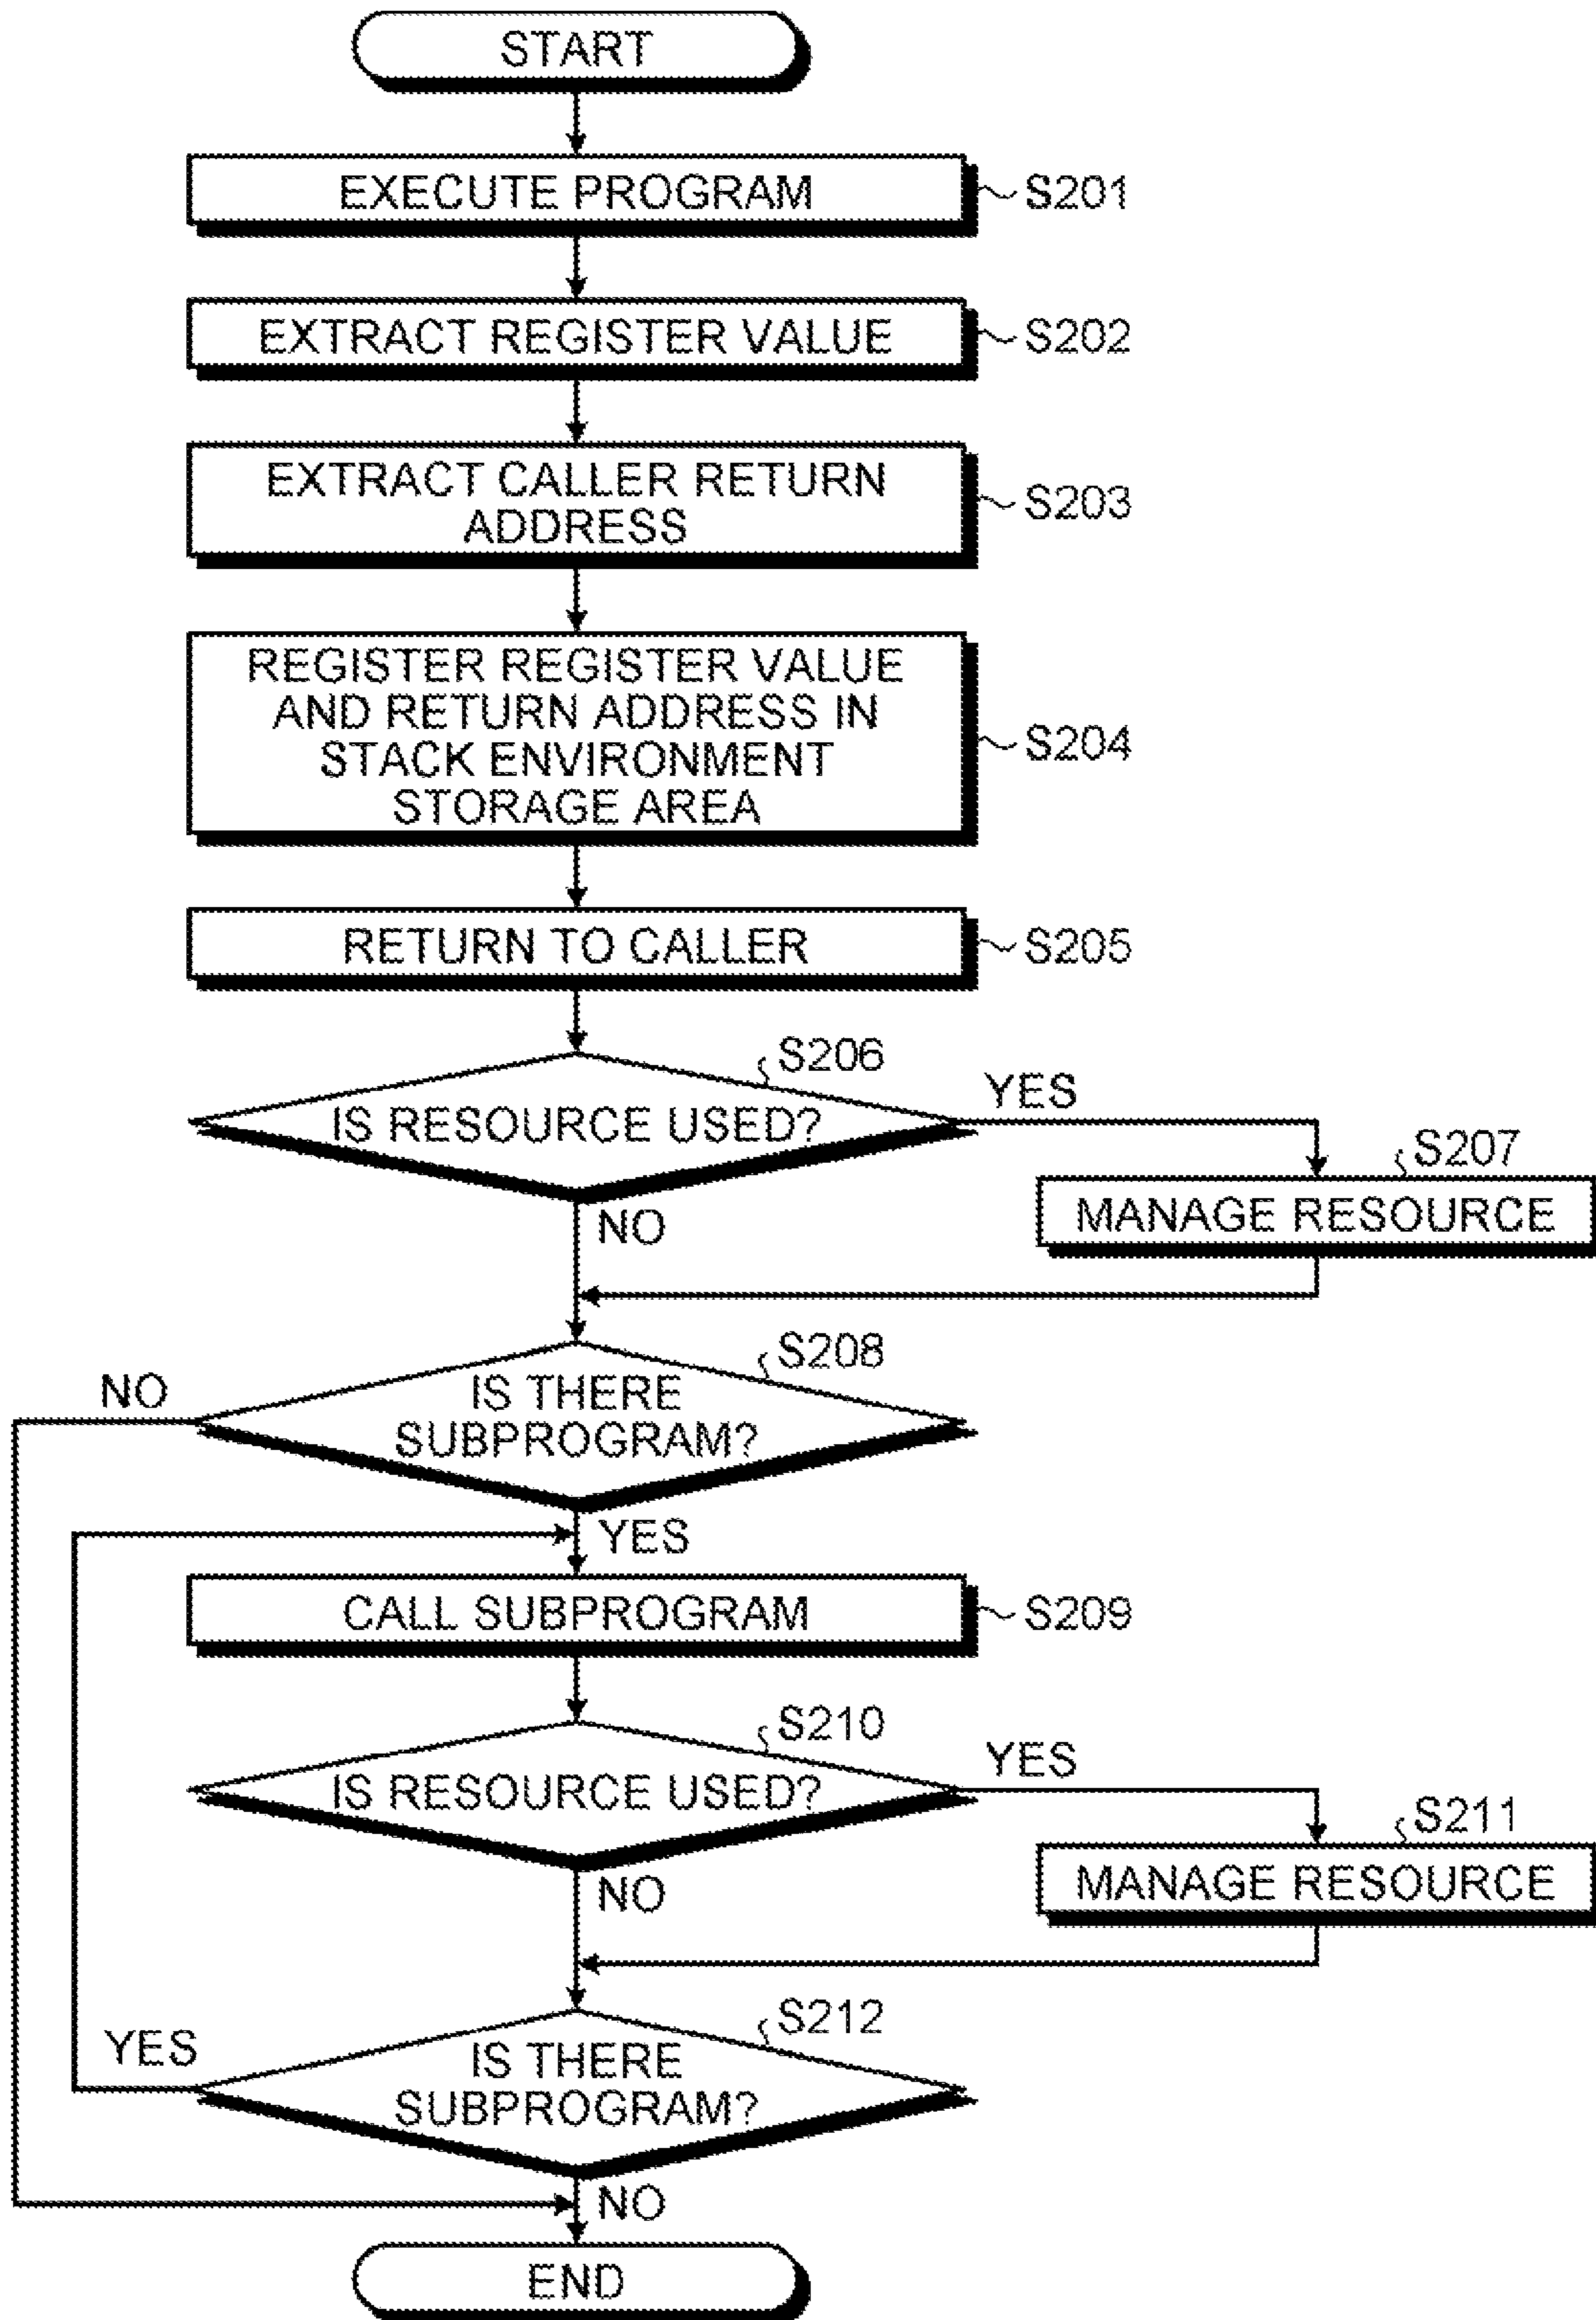 START
EXECUTE PROGRAM
S201
EXTRACT REGISTER VALUE
S202
EXTRACT CALLER RETURN
ADDRESS
S203
REGISTER REGISTER VALUE
AND RETURN ADDRESS IN
STACK ENVIRONMENT
STORAGE AREA
S204
RETURN TO CALLER
S205
S206
IS RESOURCE USED?
YES
S207
MANAGE RESOURCE
NO
S208
IS THERE
SUBPROGRAM?
NO
YES
CALL SUBPROGRAM
S209
S210
IS RESOURCE USED?
YES
S211
MANAGE RESOURCE
NO
S212
IS THERE
SUBPROGRAM?
YES
NO
END